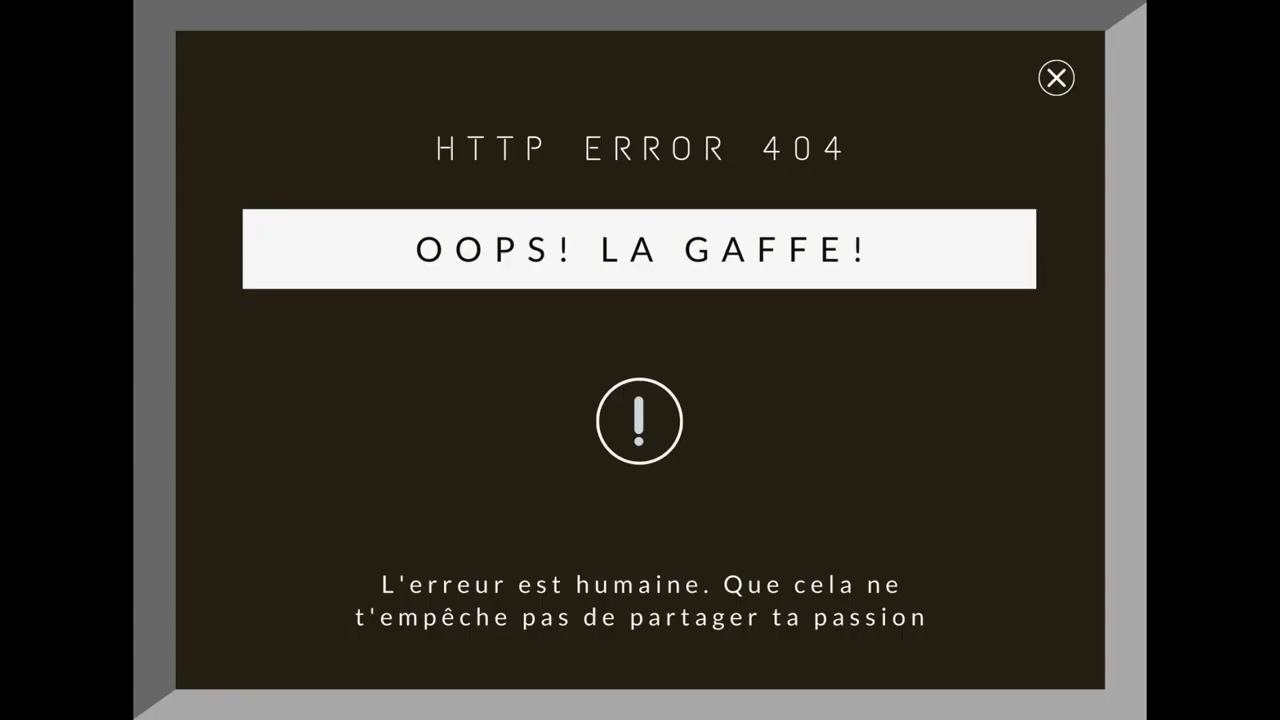 HTTP ERROR 404
OOPS! LA GAFFE!
L'erreur est humaine. Que cela ne
t'empêche pas de partager ta passion